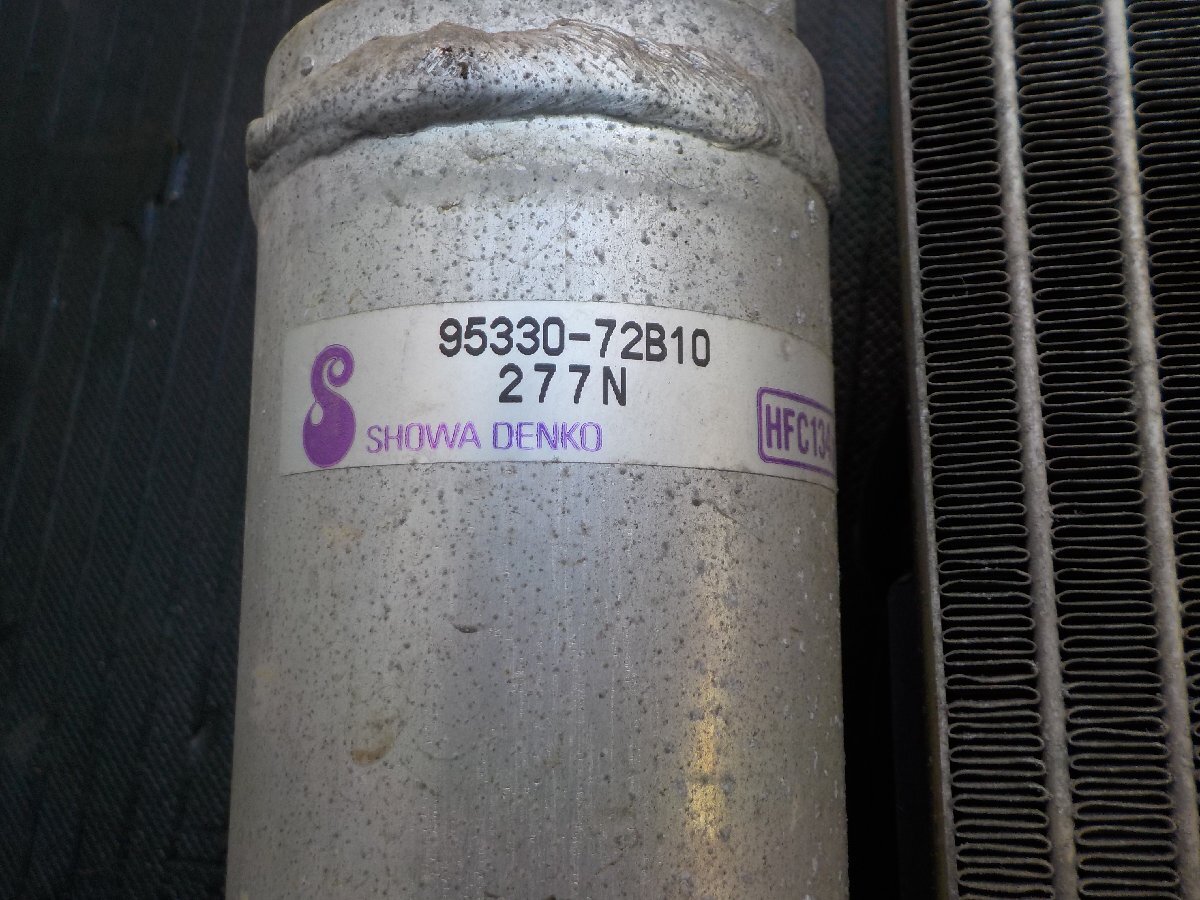 95330-72B10
277N
SHOWA DENKO
HFC134